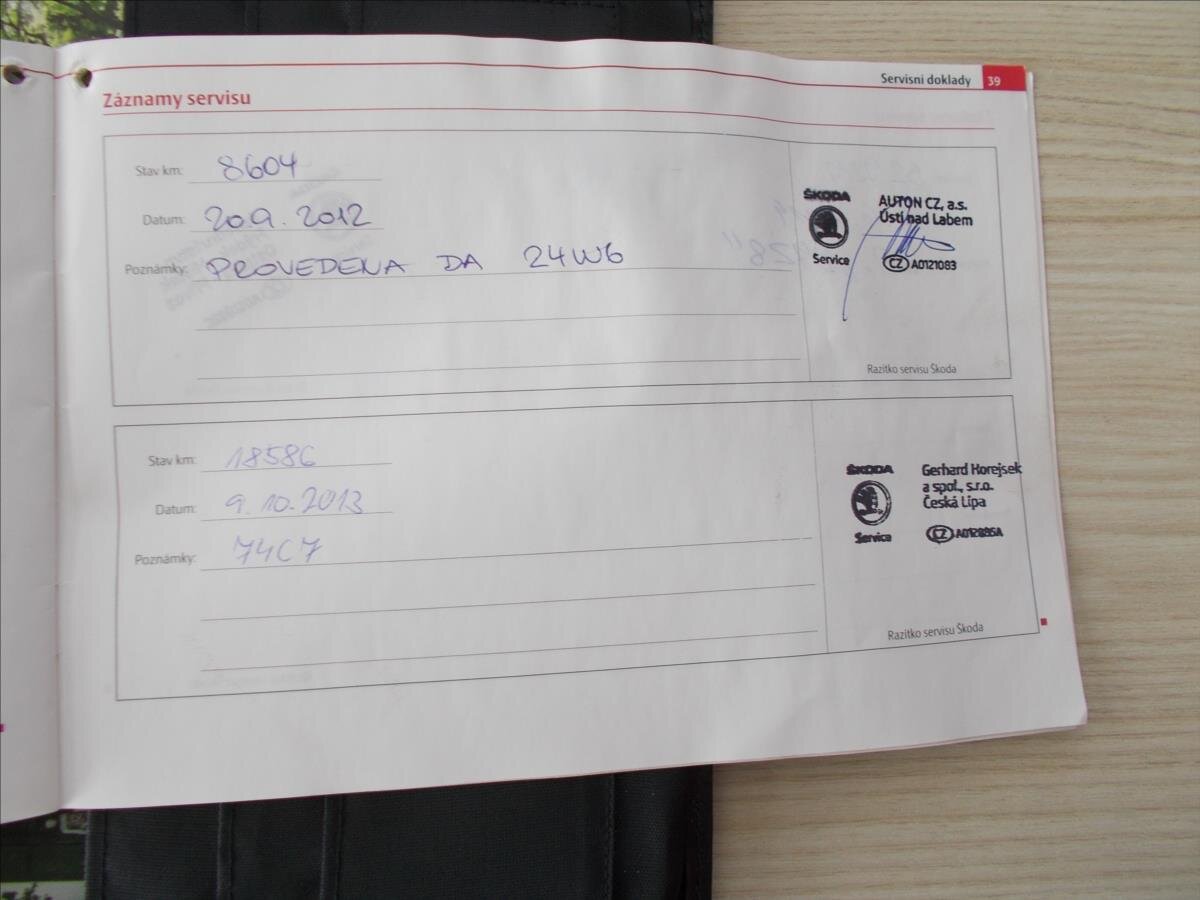 Servisní doklady 39
Záznamy servisu
Stav km: 8604
Datum: 20.9. 2012
Poznámky: PROVEDENA DA 24W6
ŠKODA
Service
AUTON CZ, a.s.
Ústí nad Labem
CZ A0121083
Razítko servisu Škoda
Stav km: 18586
Datum: 9.10.2013
Poznámky: 74C7
ŠKODA
Service
Gerhard Horejsek
a spol., s.r.o.
Česká Lípa
CZ
Razítko servisu Škoda